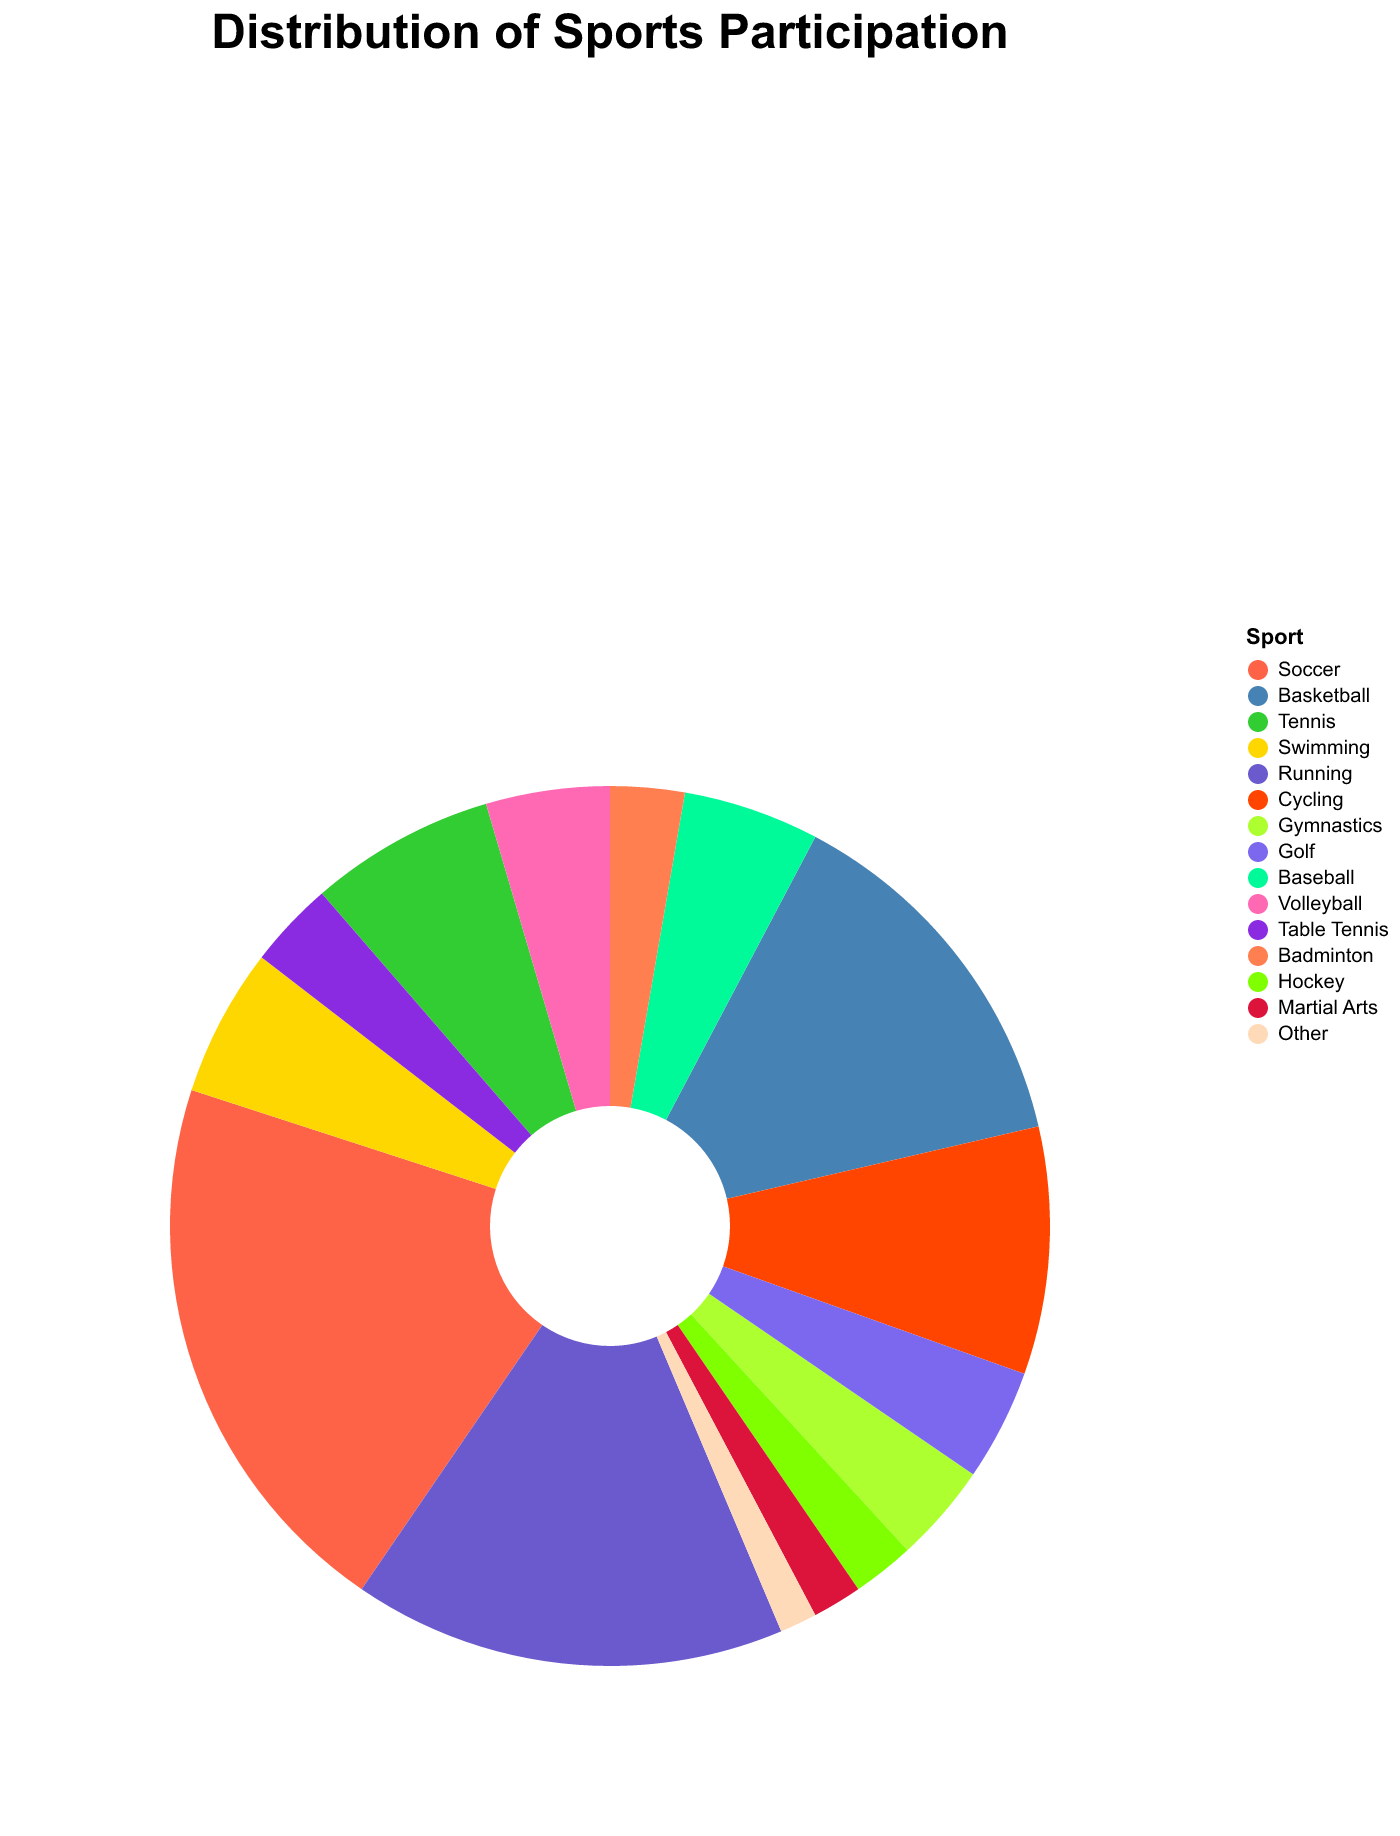 Distribution of Sports Participation
Sport
Soccer
Basketball
Tennis
Swimming
Running
Cycling
Gymnastics
Golf
Baseball
Volleyball
Table Tennis
Badminton
Hockey
Martial Arts
Other